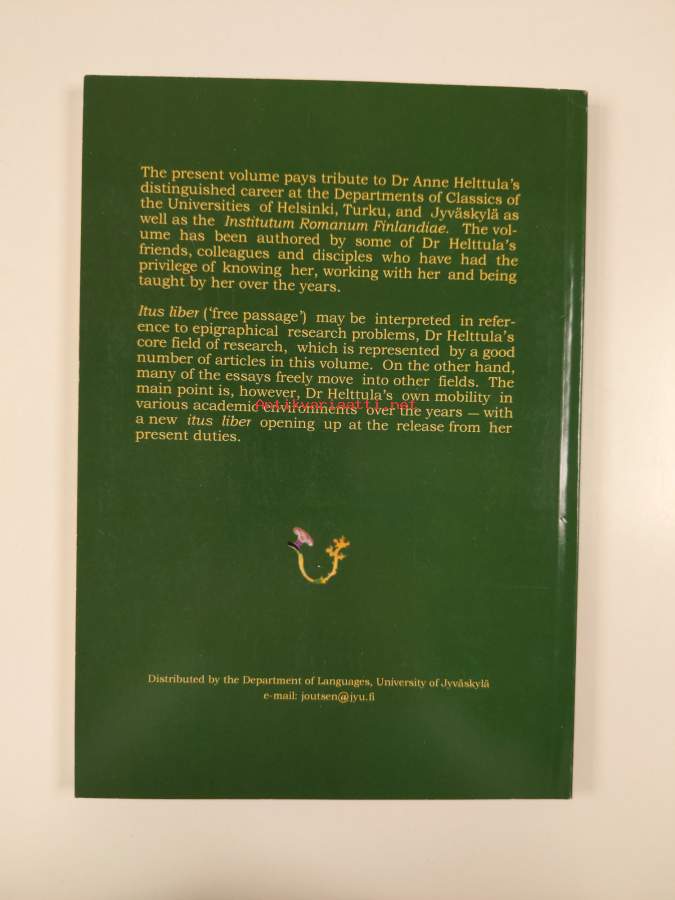 The present volume pays tribute to Dr Anne Helttula's
distinguished career at the Departments of Classics of
the Universities of Helsinki, Turku, and Jyväskylä as
well as the Institutum Romanum Finlandiae. The vol-
ume has been authored by some of Dr Helttula's
friends, colleagues and disciples who have had the
privilege of knowing her, working with her and being
taught by her over the years.
Itus liber ('free passage') may be interpreted in refer-
ence to epigraphical research problems, Dr Helttula's
core field of research, which is represented by a good
number of articles in this volume. On the other hand,
many of the essays freely move into other fields. The
main point is, however, Dr Helttula's own mobility in
various academic environments over the years — with
Antikvariaatti.net
a new itus liber opening up at the release from her
present duties.
Distributed by the Department of Languages, University of Jyväskylä
e-mail: joutsen@jyu.fi